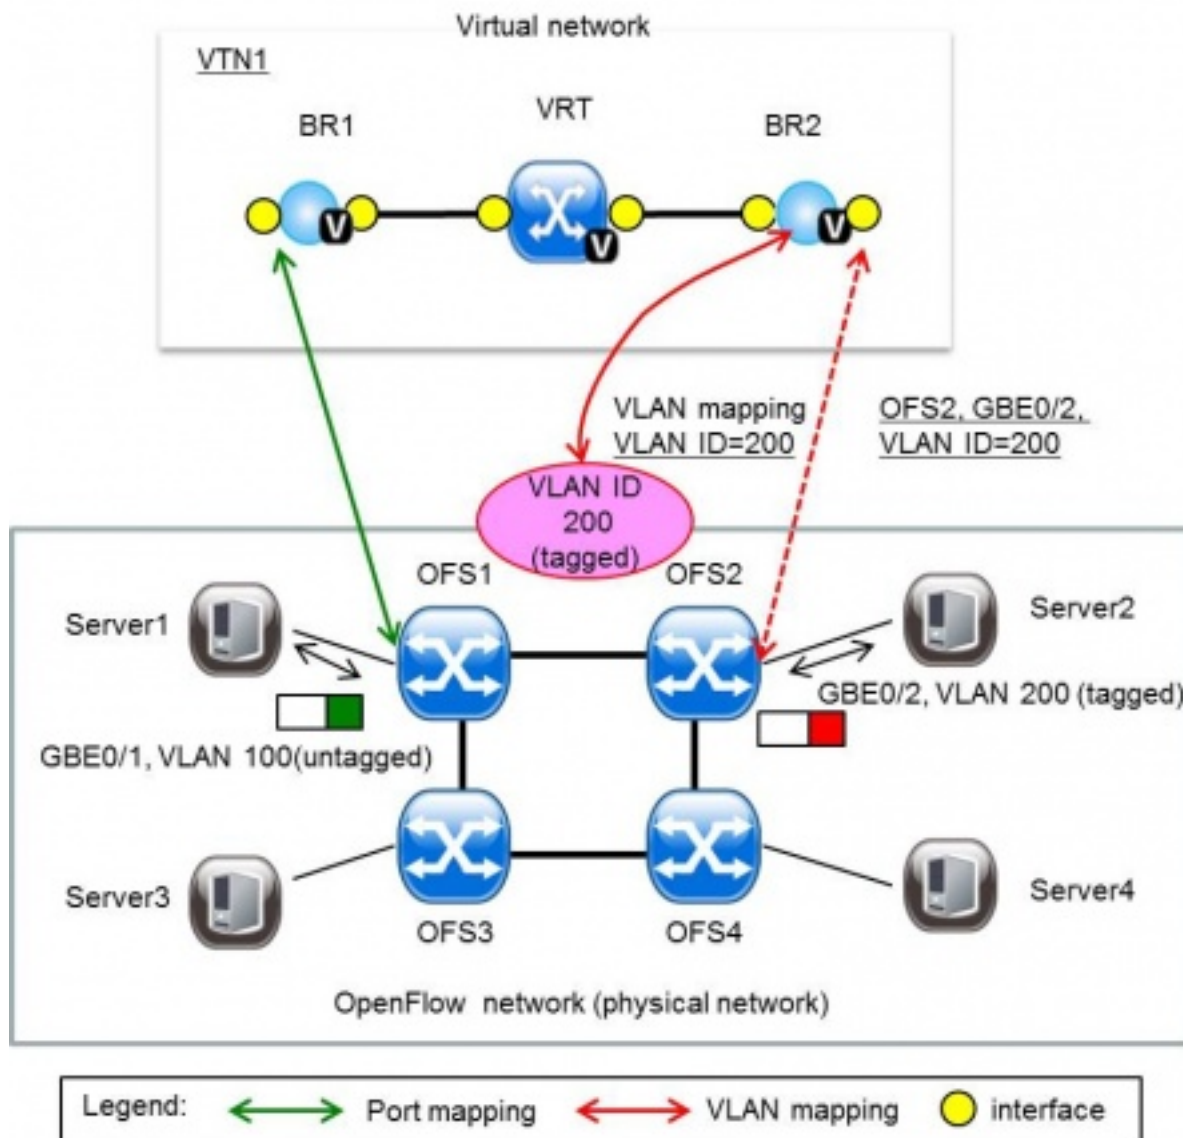 Virtual network
VTN1
BR1
VRT
BR2
V
V
V
VLAN mapping
VLAN ID=200
OFS2, GBE0/2,
VLAN ID=200
VLAN ID
200
(tagged)
OFS1
OFS2
Server1
Server2
GBE0/2, VLAN 200 (tagged)
GBE0/1, VLAN 100(untagged)
Server3
Server4
OFS3
OFS4
OpenFlow network (physical network)
Legend: Port mapping VLAN mapping interface